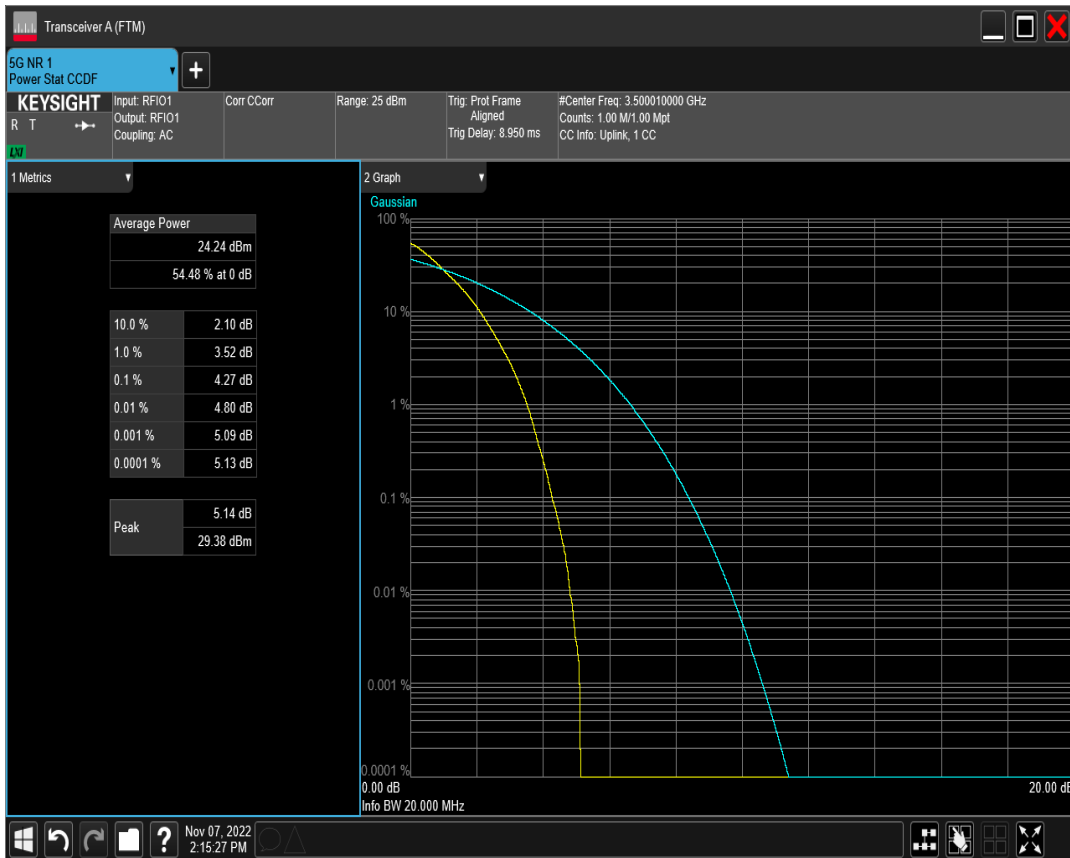 Transceiver A (FTM)
5G NR 1
Power Stat CCDF
+
KEYSIGHT
R T
LXI
Input: RFIO1
Output: RFIO1
Coupling: AC
Corr CCorr
Range: 25 dBm
Trig: Prot Frame
Aligned
Trig Delay: 8.950 ms
#Center Freq: 3.500010000 GHz
Counts: 1.00 M/1.00 Mpt
CC Info: Uplink, 1 CC
1 Metrics
Average Power
24.24 dBm
54.48 % at 0 dB
10.0 % 2.10 dB
1.0 % 3.52 dB
0.1 % 4.27 dB
0.01 % 4.80 dB
0.001 % 5.09 dB
0.0001 % 5.13 dB
Peak
5.14 dB
29.38 dBm
2 Graph
Gaussian
100 %
10 %
1 %
0.1 %
0.01 %
0.001 %
0.0001 %
0.00 dB
20.00 dB
Info BW 20.000 MHz
?
Nov 07, 2022
2:15:27 PM